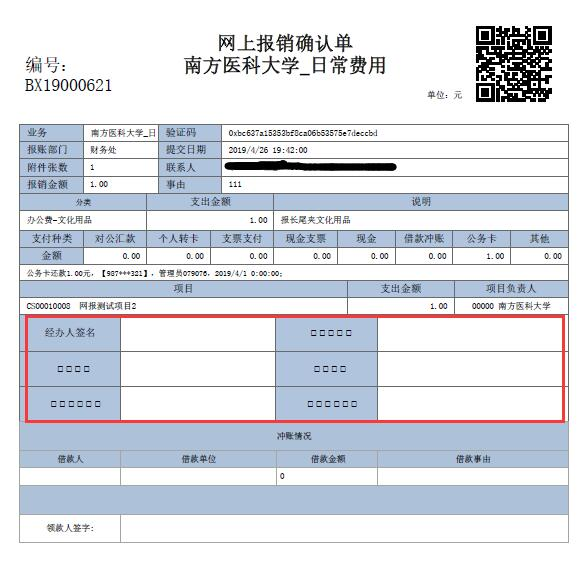 网上报销确认单
南方医科大学_日常费用
编号:
BX19000621
单位: 元
业务 南方医科大学_日 验证码 0xbc637a15353bf8ca06b53575e7deccbd
报账部门 财务处 提交日期 2019/4/26 19:42:00
附件张数 1 联系人
报销金额 1.00 事由 111
分类 支出金额 说明
办公费-文化用品 1.00 报长尾夹文化用品
支付种类 对公汇款 个人转卡 支票支付 现金支票 现金 借款冲账 公务卡 其他
金额 0.00 0.00 0.00 0.00 0.00 0.00 1.00 0.00
公务卡还款1.00元,【987***321】,管理员079076, 2019/4/1 0:00:00;
项目 支出金额 项目负责人
CS00010008 网报测试项目2 1.00 00000 南方医科大学
经办人签名 □□□□□
□□□□ □□□□
□□□□□□ □□□□□□
冲账情况
借款人 借款单位 借款金额 借款事由
0
领款人签字: